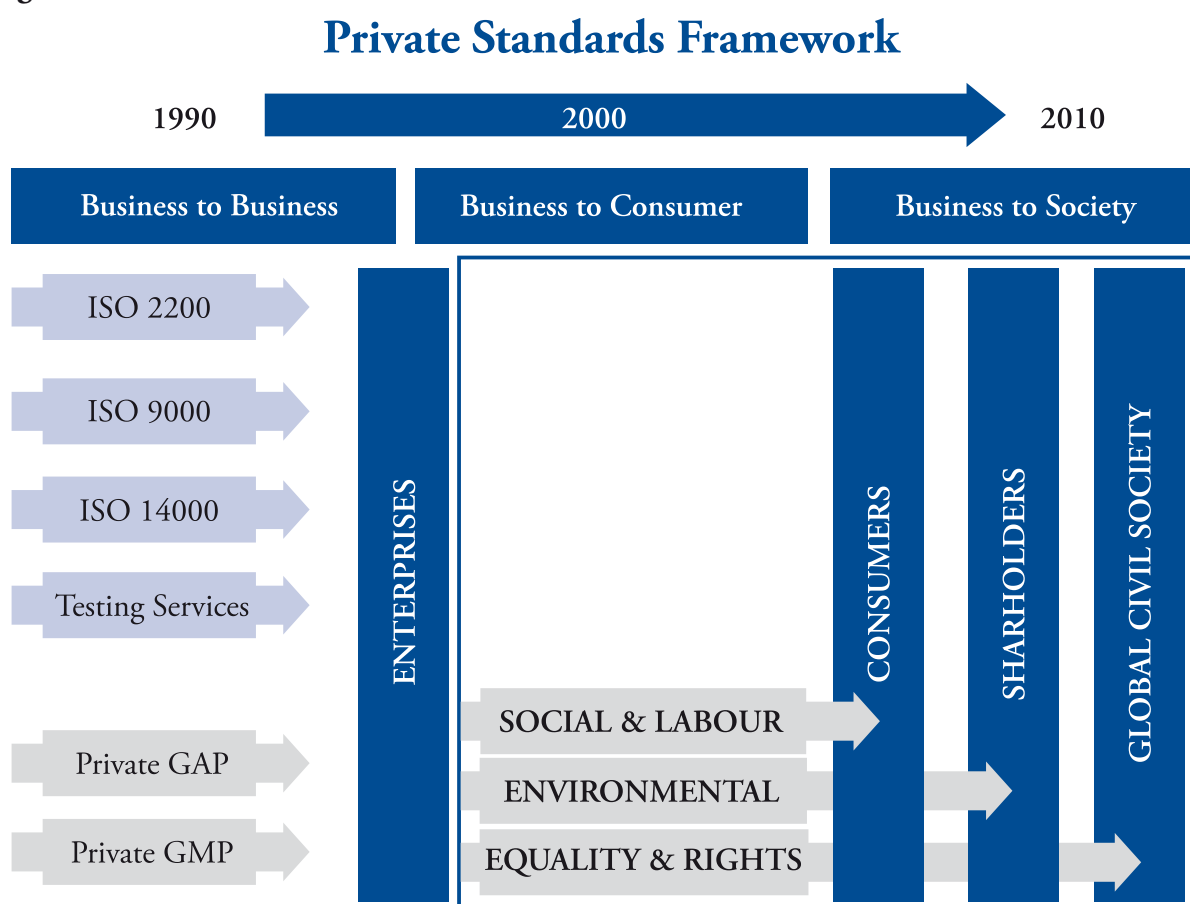 Private Standards Framework
1990
2000
2010
Business to Business
Business to Consumer
Business to Society
ISO 2200
ISO 9000
ISO 14000
Testing Services
Private GAP
Private GMP
ENTERPRISES
SOCIAL & LABOUR
ENVIRONMENTAL
EQUALITY & RIGHTS
CONSUMERS
SHARHOLDERS
GLOBAL CIVIL SOCIETY